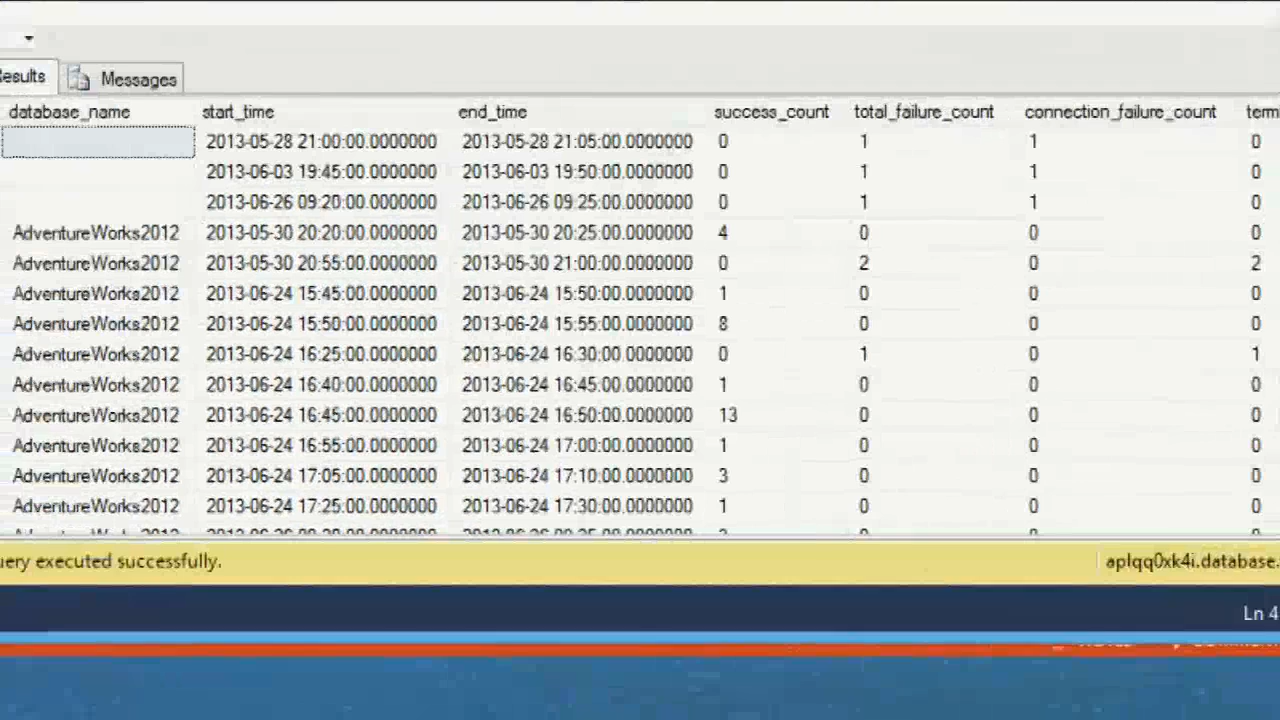 esults Messages
database_name start_time end_time success_count total_failure_count connection_failure_count term
2013-05-28 21:00:00.0000000 2013-05-28 21:05:00.0000000 0 1 1 0
2013-06-03 19:45:00.0000000 2013-06-03 19:50:00.0000000 0 1 1 0
2013-06-26 09:20:00.0000000 2013-06-26 09:25:00.0000000 0 1 1 0
AdventureWorks2012 2013-05-30 20:20:00.0000000 2013-05-30 20:25:00.0000000 4 0 0 0
AdventureWorks2012 2013-05-30 20:55:00.0000000 2013-05-30 21:00:00.0000000 0 2 0 2
AdventureWorks2012 2013-06-24 15:45:00.0000000 2013-06-24 15:50:00.0000000 1 0 0 0
AdventureWorks2012 2013-06-24 15:50:00.0000000 2013-06-24 15:55:00.0000000 8 0 0 0
AdventureWorks2012 2013-06-24 16:25:00.0000000 2013-06-24 16:30:00.0000000 0 1 0 1
AdventureWorks2012 2013-06-24 16:40:00.0000000 2013-06-24 16:45:00.0000000 1 0 0 0
AdventureWorks2012 2013-06-24 16:45:00.0000000 2013-06-24 16:50:00.0000000 13 0 0 0
AdventureWorks2012 2013-06-24 16:55:00.0000000 2013-06-24 17:00:00.0000000 1 0 0 0
AdventureWorks2012 2013-06-24 17:05:00.0000000 2013-06-24 17:10:00.0000000 3 0 0 0
AdventureWorks2012 2013-06-24 17:25:00.0000000 2013-06-24 17:30:00.0000000 1 0 0 0
uery executed successfully. aplqq0xk4i.database.
Ln 4